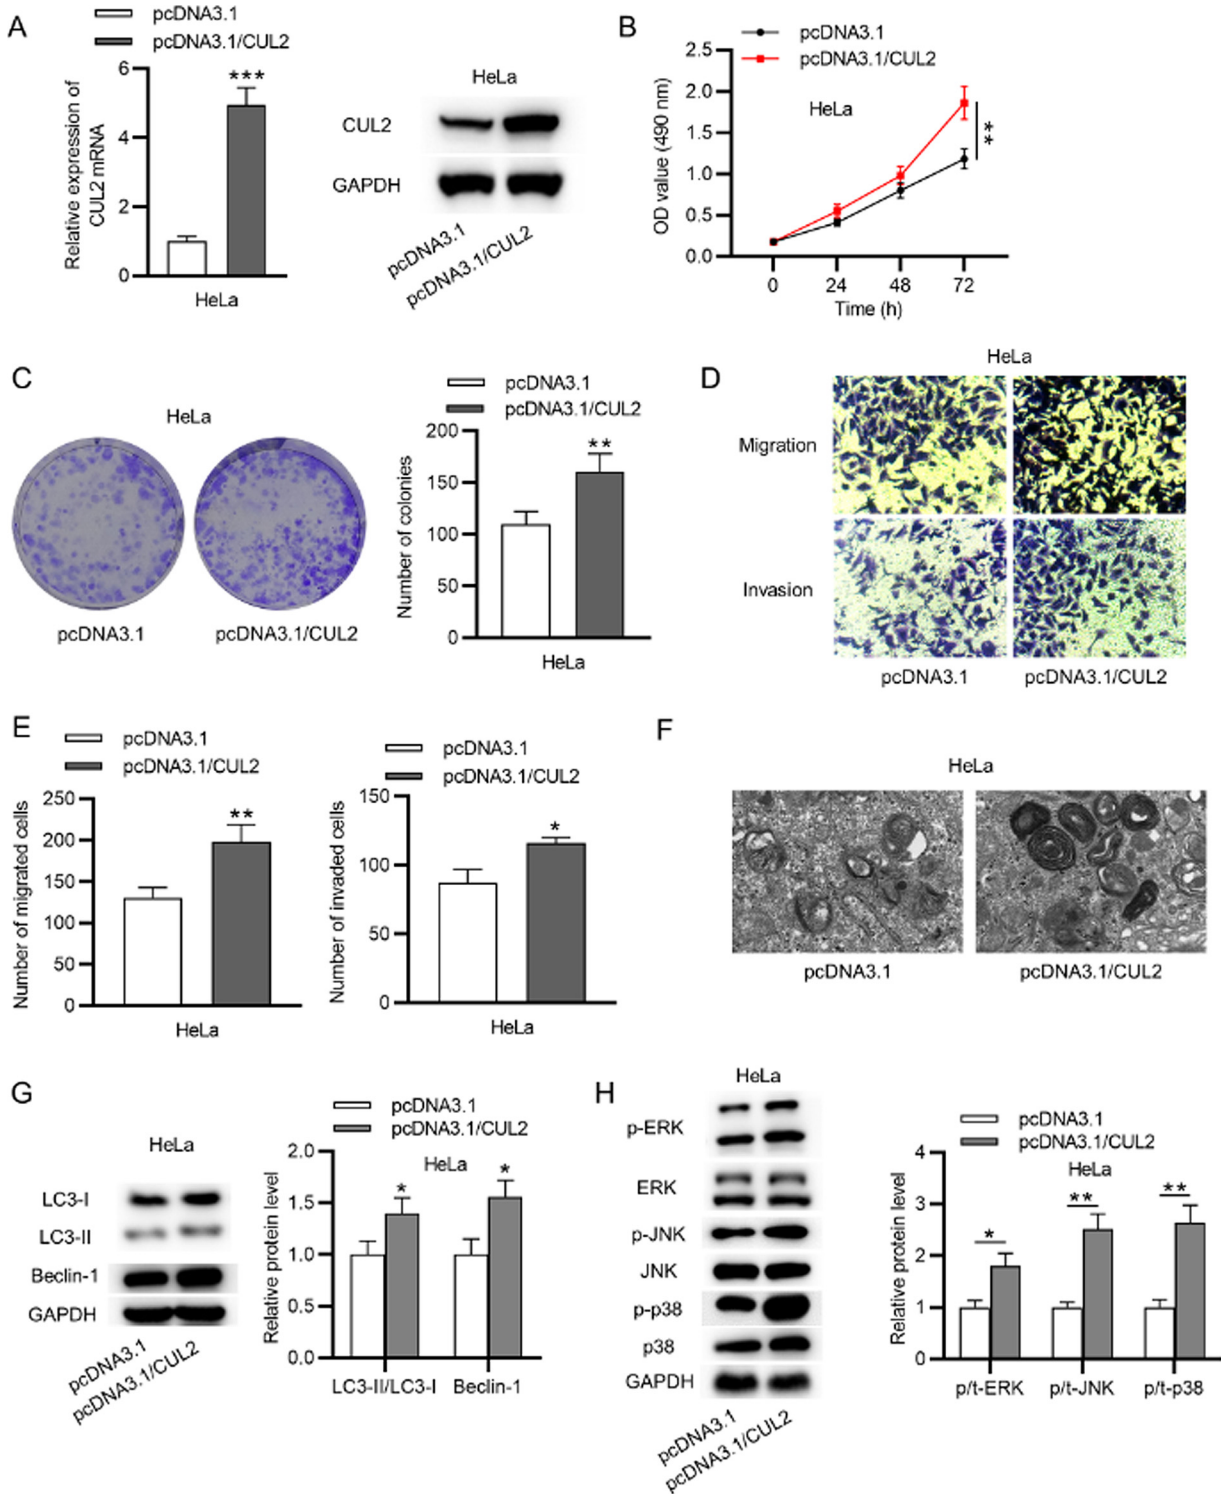 A
pcDNA3.1
pcDNA3.1/CUL2
Relative expression of
CUL2 mRNA
6
4
2
0
***
HeLa
HeLa
CUL2
GAPDH
pcDNA3.1
pcDNA3.1/CUL2
B
pcDNA3.1
pcDNA3.1/CUL2
HeLa
OD value (490 nm)
2.5
2.0
1.5
1.0
0.5
0.0
**
0 24 48 72
Time (h)
C
HeLa
pcDNA3.1
pcDNA3.1/CUL2
pcDNA3.1
pcDNA3.1/CUL2
Number of colonies
200
150
100
50
0
**
HeLa
D
HeLa
Migration
Invasion
pcDNA3.1
pcDNA3.1/CUL2
E
pcDNA3.1
pcDNA3.1/CUL2
Number of migrated cells
250
200
150
100
50
0
**
HeLa
pcDNA3.1
pcDNA3.1/CUL2
Number of invaded cells
150
100
50
0
*
HeLa
F
HeLa
pcDNA3.1
pcDNA3.1/CUL2
G
HeLa
LC3-I
LC3-II
Beclin-1
GAPDH
pcDNA3.1
pcDNA3.1/CUL2
pcDNA3.1
pcDNA3.1/CUL2
HeLa
Relative protein level
2.0
1.5
1.0
0.5
0.0
* *
LC3-II/LC3-I Beclin-1
H
HeLa
p-ERK
ERK
p-JNK
JNK
p-p38
p38
GAPDH
pcDNA3.1
pcDNA3.1/CUL2
pcDNA3.1
pcDNA3.1/CUL2
HeLa
Relative protein level
4
3
2
1
0
* ** **
p/t-ERK p/t-JNK p/t-p38